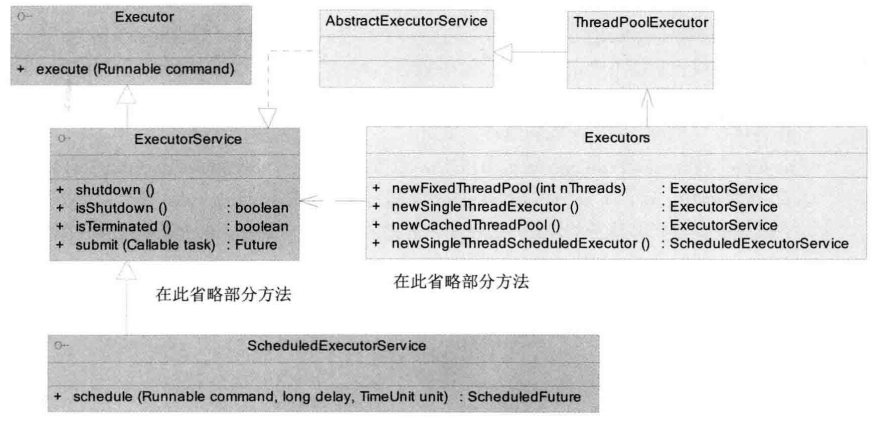 Executor
+ execute (Runnable command)
AbstractExecutorService
ThreadPoolExecutor
ExecutorService
+ shutdown ()
+ isShutdown () : boolean
+ isTerminated () : boolean
+ submit (Callable task) : Future
Executors
+ newFixedThreadPool (int nThreads) : ExecutorService
+ newSingleThreadExecutor () : ExecutorService
+ newCachedThreadPool () : ExecutorService
+ newSingleThreadScheduledExecutor () : ScheduledExecutorService
在此省略部分方法
在此省略部分方法
ScheduledExecutorService
+ schedule (Runnable command, long delay, TimeUnit unit) : ScheduledFuture